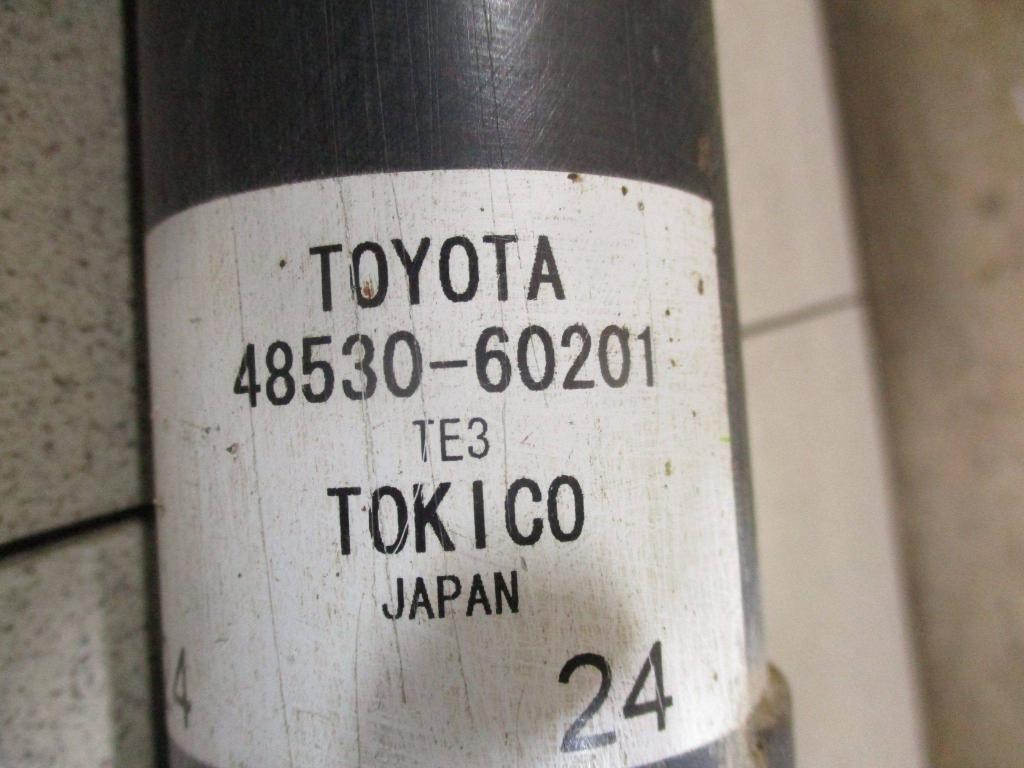 TOYOTA
48530-60201
TE3
TOKICO
JAPAN
4 24